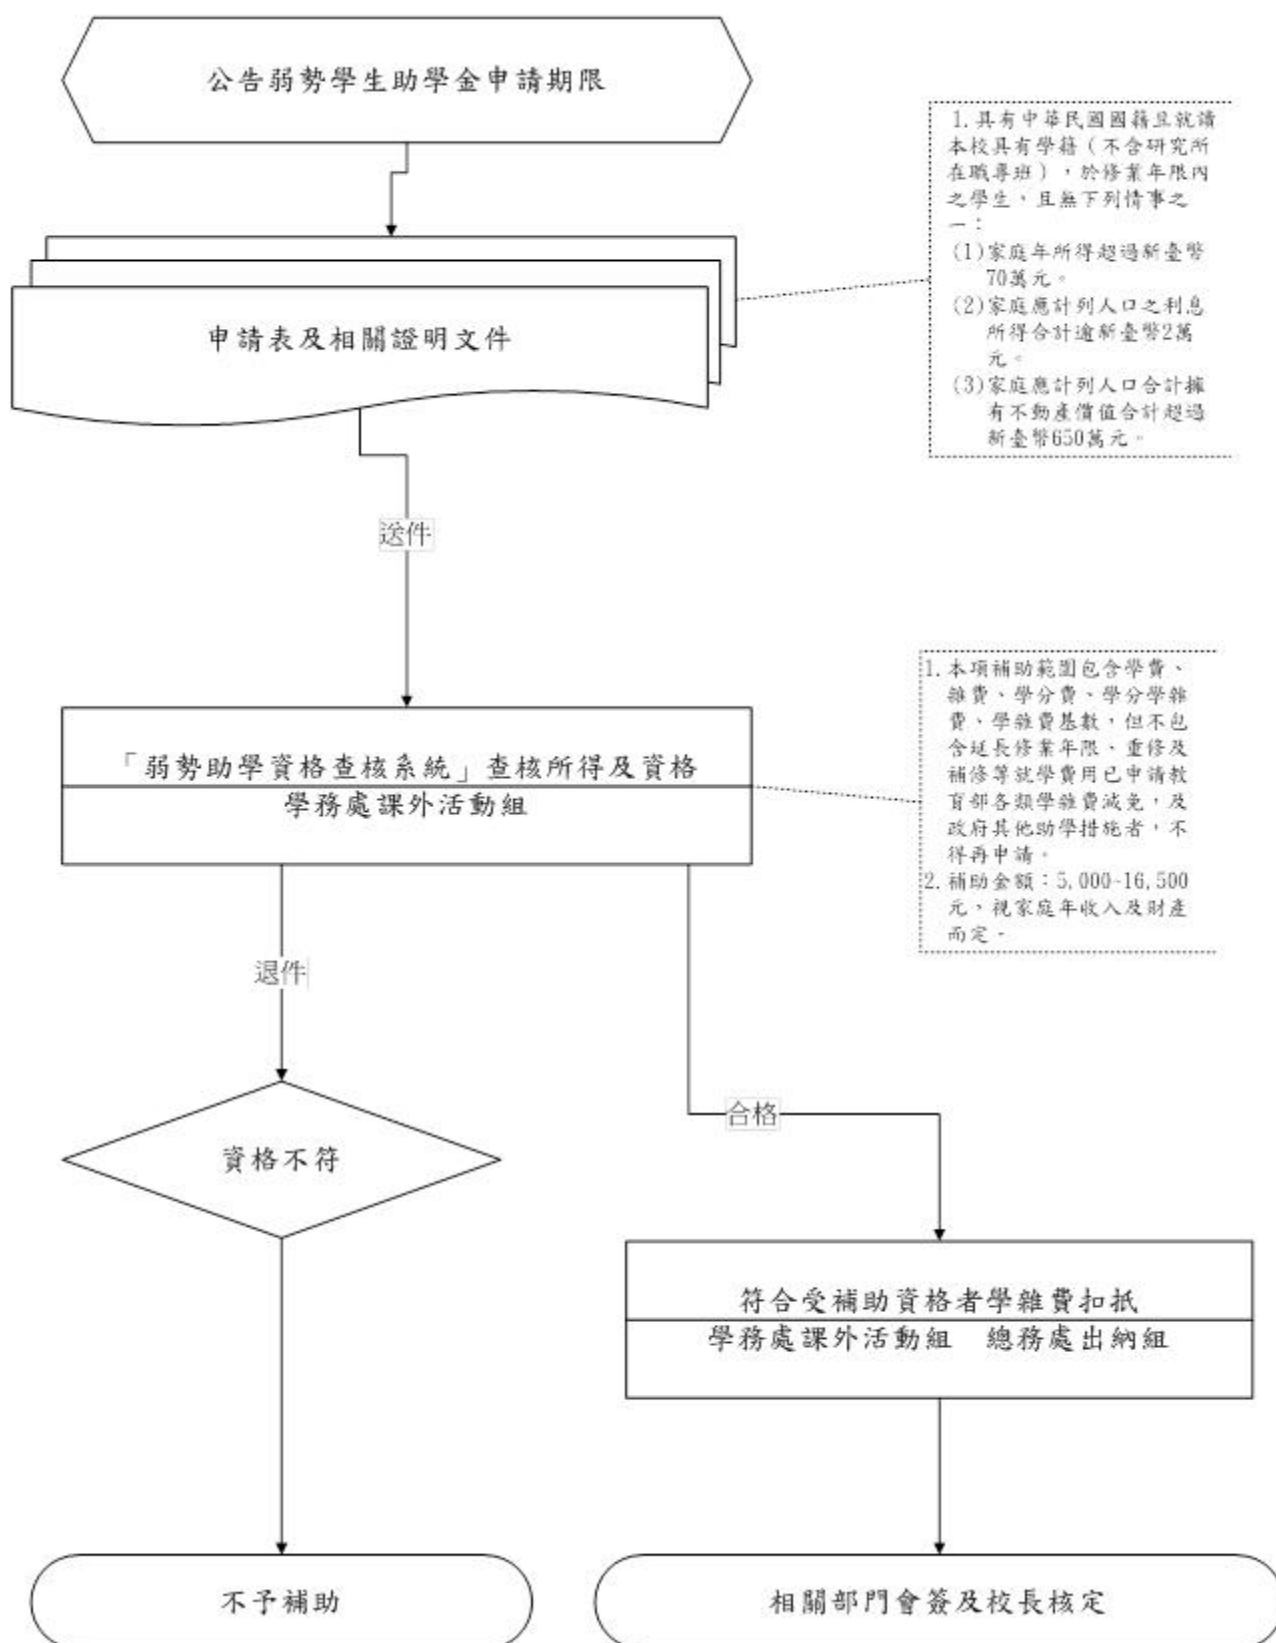 公告弱勢學生助學金申請期限
1.具有中華民國國籍且就讀
本校具有學籍(不含研究所
在職專班),於修業年限內
之學生,且無下列情事之
一:
(1)家庭年所得超過新臺幣
70萬元。
(2)家庭應計列人口之利息
所得合計逾新臺幣2萬
元。
(3)家庭應計列人口合計擁
有不動產價值合計超過
新臺幣650萬元。
申請表及相關證明文件
送件
1.本項補助範圍包含學費、
雜費、學分費、學分學雜
費、學雜費基數,但不包
含延長修業年限、重修及
補修等就學費用已申請教
育部各類學雜費減免,及
政府其他助學措施者,不
得再申請。
2.補助金額:5,000~16,500
元,視家庭年收入及財產
而定。
「弱勢助學資格查核系統」查核所得及資格
學務處課外活動組
退件
合格
資格不符
符合受補助資格者學雜費扣抵
學務處課外活動組 總務處出納組
不予補助
相關部門會簽及校長核定